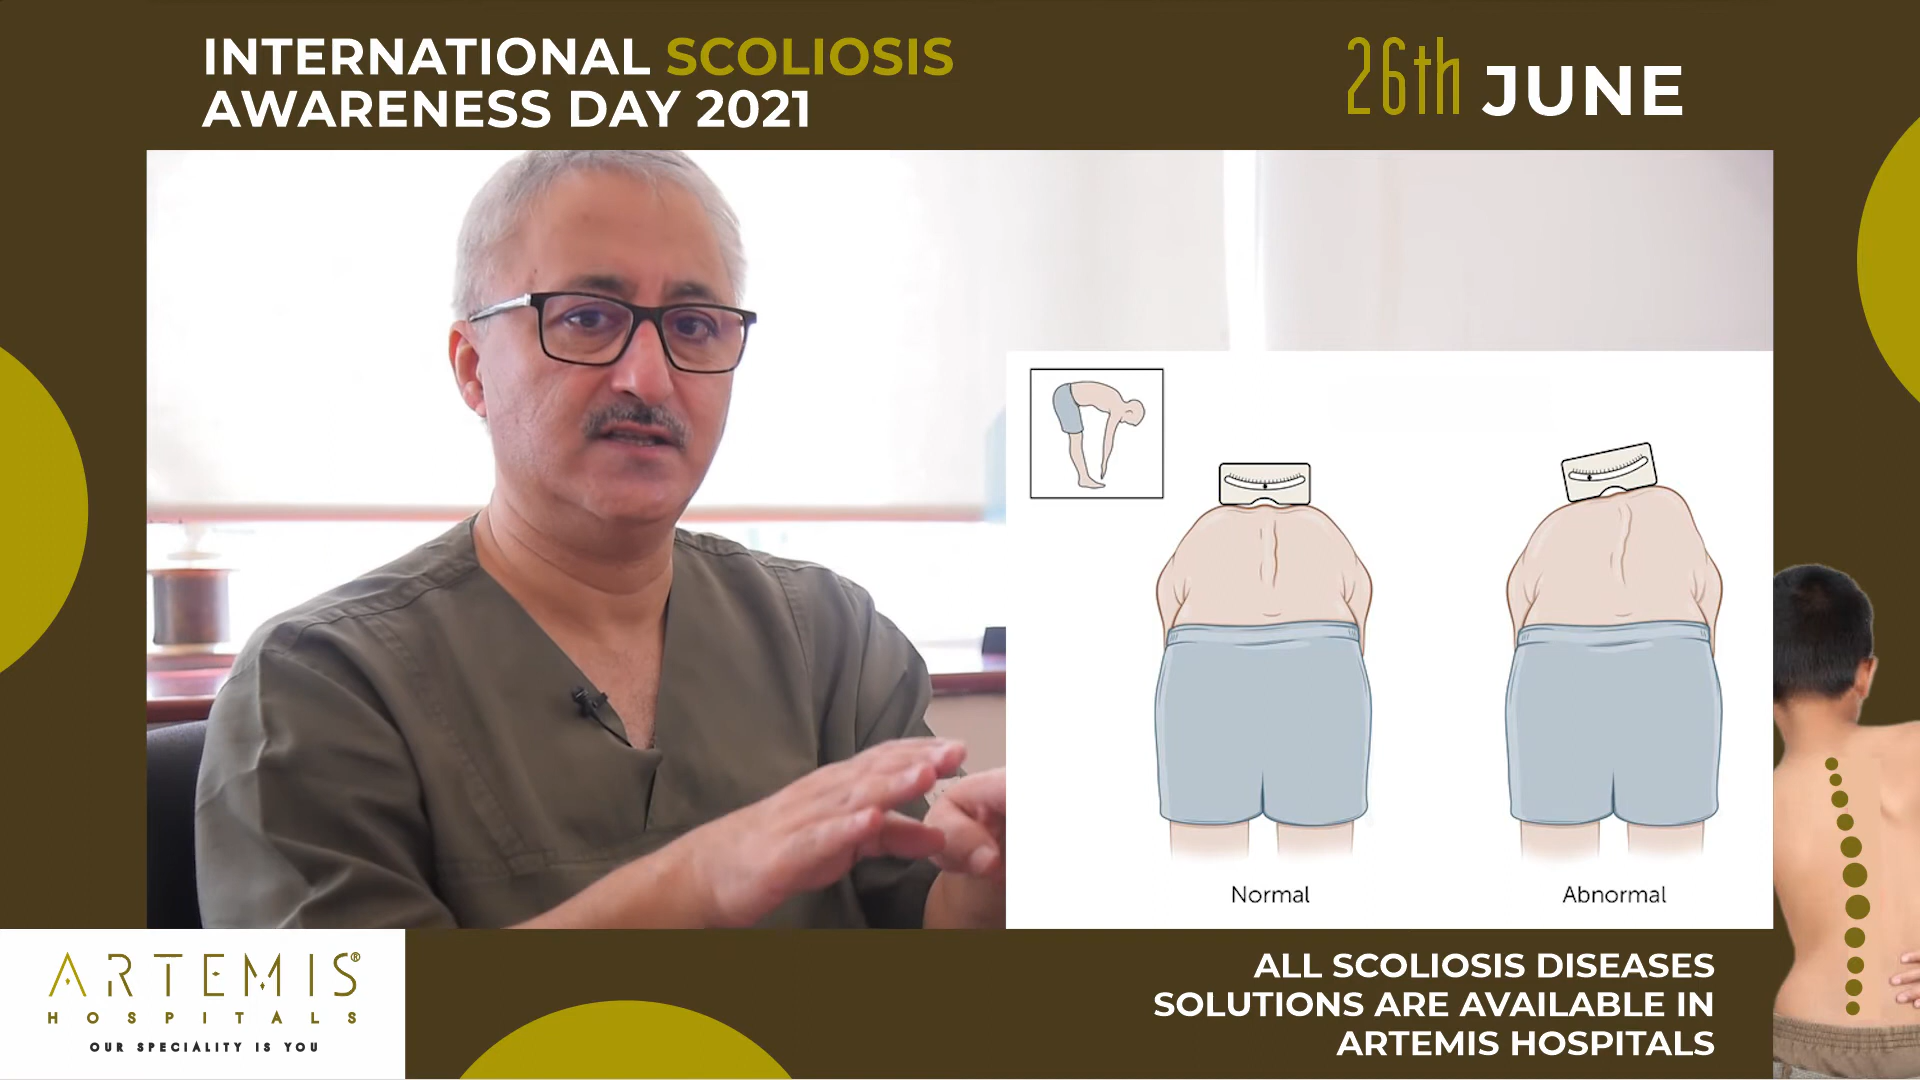 INTERNATIONAL SCOLIOSIS
AWARENESS DAY 2021
26th JUNE
Normal
Abnormal
ARTEMIS®
HOSPITALS
OUR SPECIALITY IS YOU
ALL SCOLIOSIS DISEASES
SOLUTIONS ARE AVAILABLE IN
ARTEMIS HOSPITALS